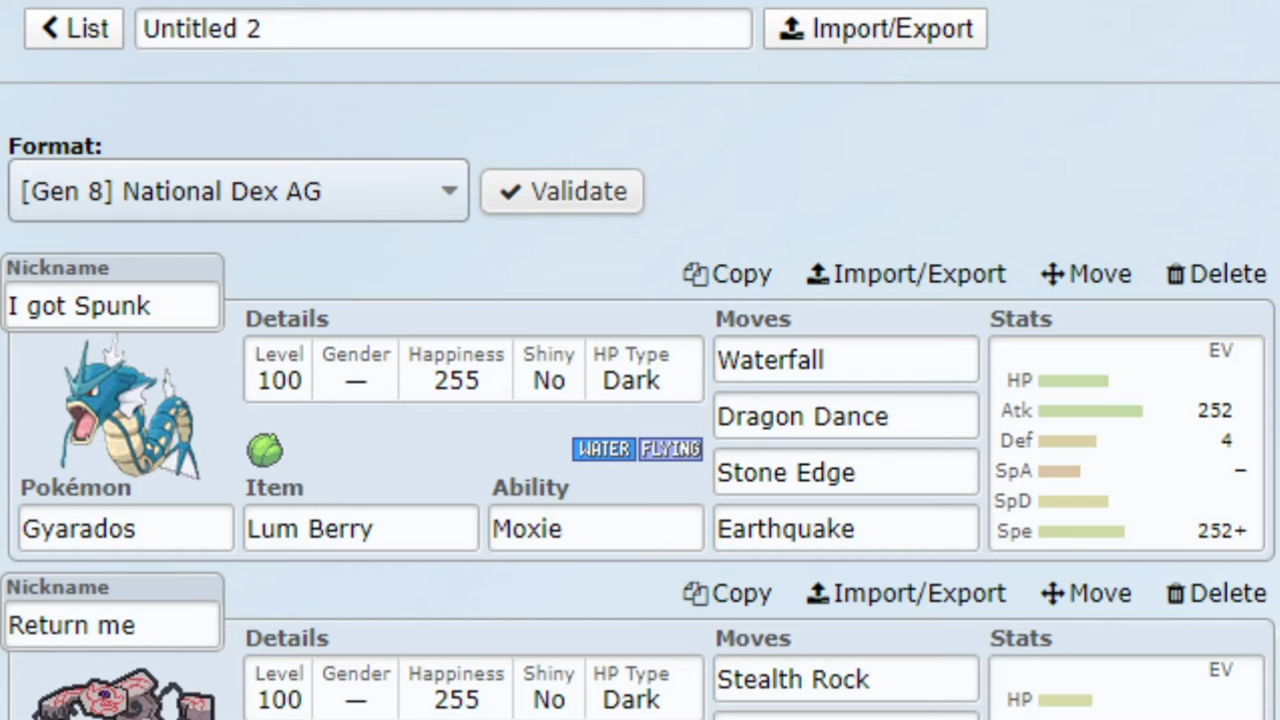 List
Untitled 2
Import/Export
Format:
[Gen 8] National Dex AG
Validate
Nickname
I got Spunk
Copy
Import/Export
Move
Delete
Details
Level Gender Happiness Shiny HP Type
100 — 255 No Dark
WATER FLYING
Pokémon
Gyarados
Item
Lum Berry
Ability
Moxie
Moves
Waterfall
Dragon Dance
Stone Edge
Earthquake
Stats
EV
HP
Atk 252
Def 4
SpA –
SpD
Spe 252+
Nickname
Return me
Copy
Import/Export
Move
Delete
Details
Level Gender Happiness Shiny HP Type
100 — 255 No Dark
Moves
Stealth Rock
Stats
EV
HP